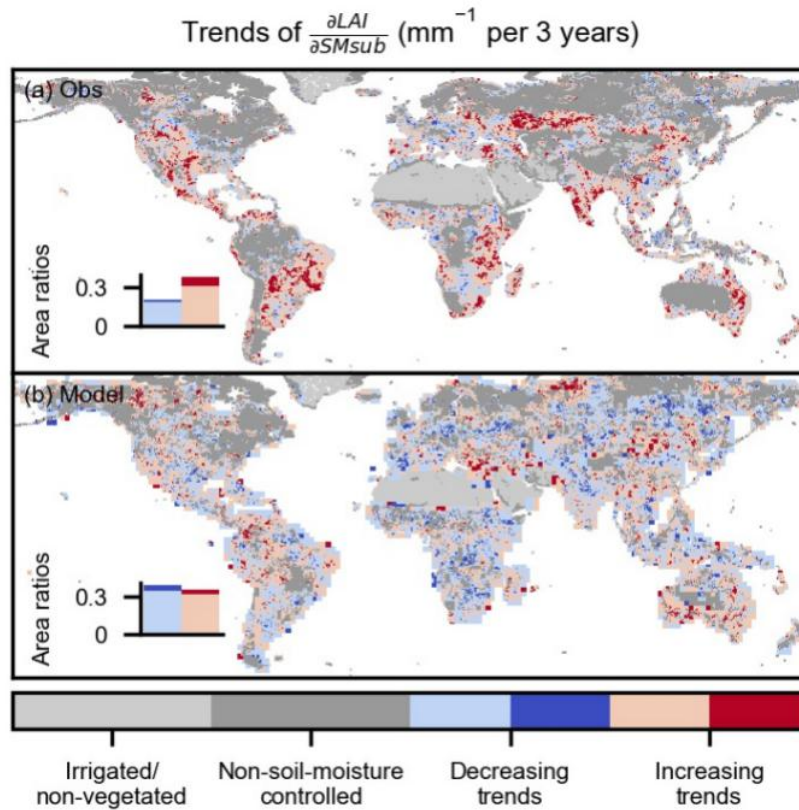 Trends of ∂LAI/∂SMsub (mm⁻¹ per 3 years)
(a) Obs
Area ratios
0.3
0
(b) Model
Area ratios
0.3
0
Irrigated/
non-vegetated
Non-soil-moisture
controlled
Decreasing
trends
Increasing
trends